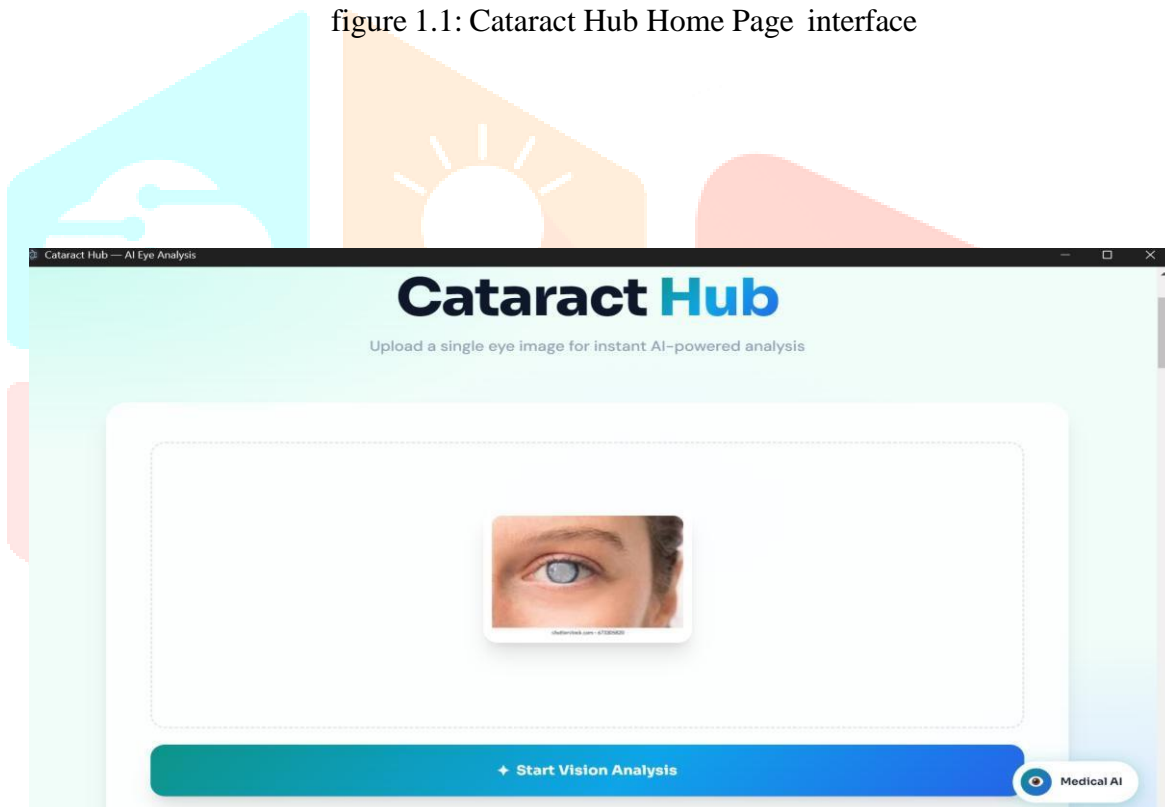 figure 1.1: Cataract Hub Home Page interface
Cataract Hub — AI Eye Analysis
Cataract Hub
Upload a single eye image for instant AI-powered analysis
Start Vision Analysis
Medical AI